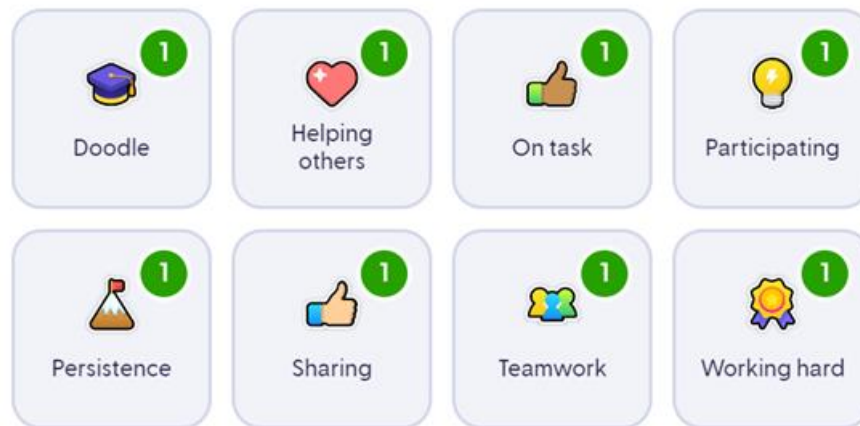 1
Doodle
1
Helping
others
1
On task
1
Participating
1
Persistence
1
Sharing
1
Teamwork
1
Working hard